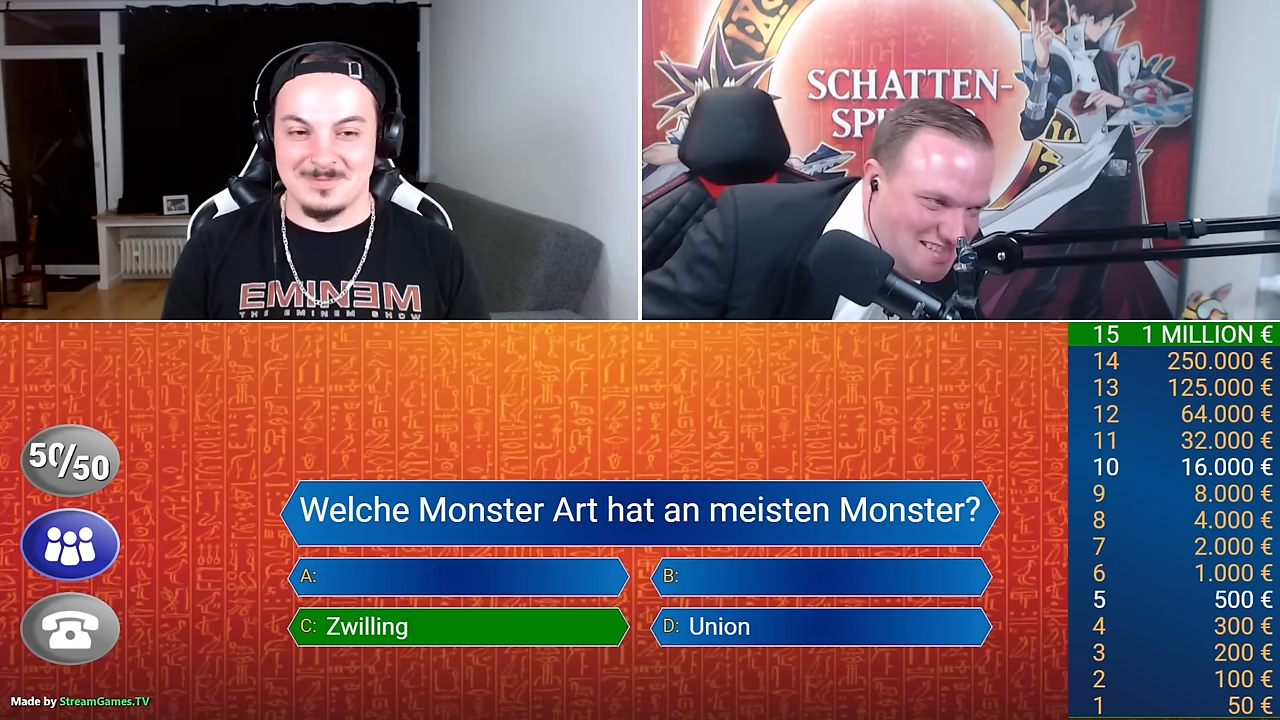 SCHATTEN-
EMINEM
THE EMINEM SHOW
50/50
Welche Monster Art hat an meisten Monster?
A:
B:
C: Zwilling
D: Union
15 1 MILLION €
14 250.000 €
13 125.000 €
12 64.000 €
11 32.000 €
10 16.000 €
9 8.000 €
8 4.000 €
7 2.000 €
6 1.000 €
5 500 €
4 300 €
3 200 €
2 100 €
1 50 €
Made by StreamGames.TV